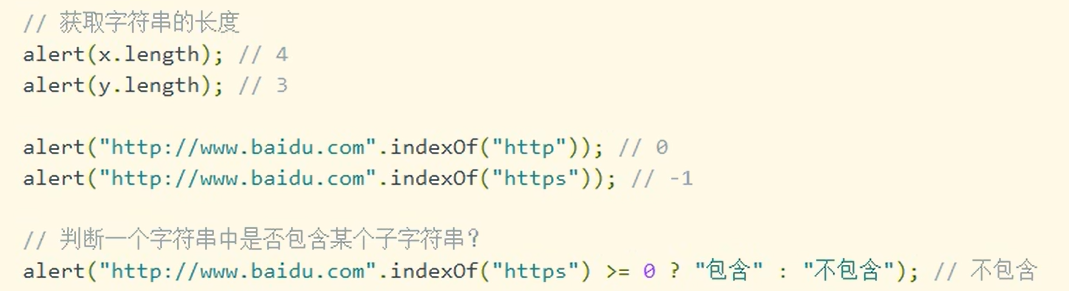 // 获取字符串的长度
alert(x.length); // 4
alert(y.length); // 3
alert("http://www.baidu.com".indexOf("http")); // 0
alert("http://www.baidu.com".indexOf("https")); // -1
// 判断一个字符串中是否包含某个子字符串？
alert("http://www.baidu.com".indexOf("https") >= 0 ? "包含" : "不包含"); // 不包含